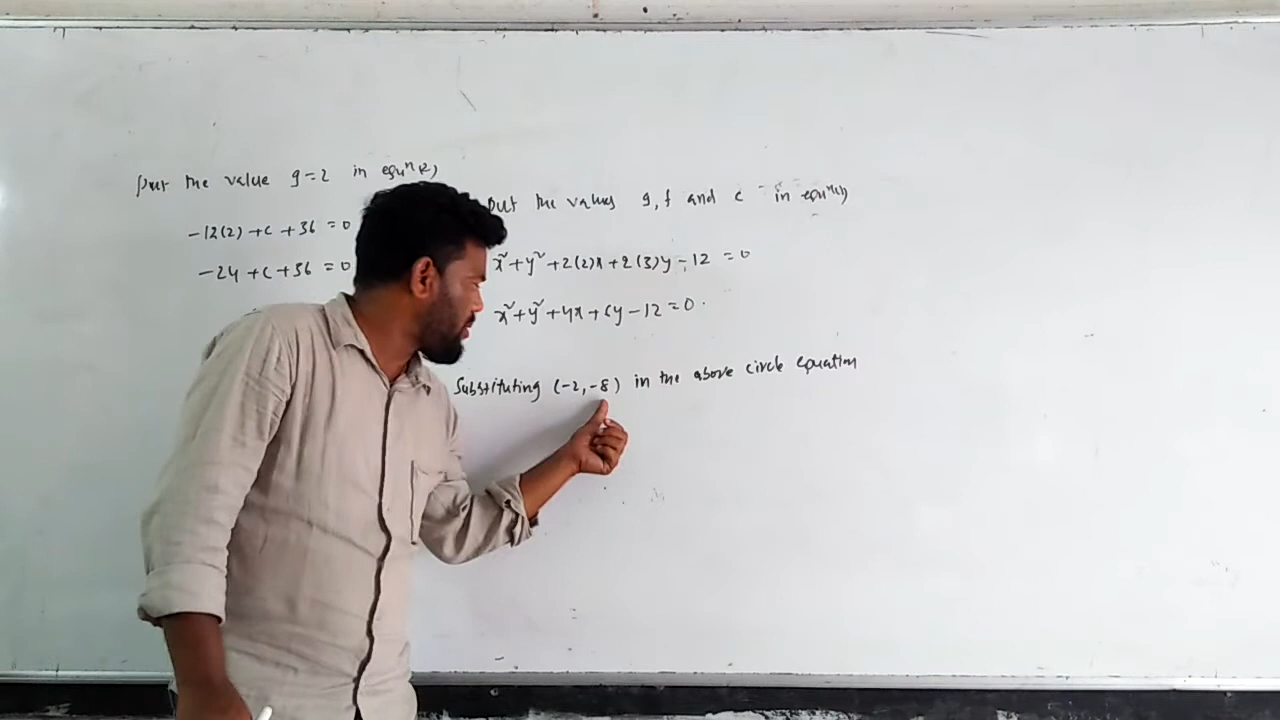 put the value g=2 in equⁿ(2)
-12(2) + c + 36 = 0
-24 + c + 36 = 0
put the values g, f and c in equⁿ(1)
x² + y² + 2(2)x + 2(3)y - 12 = 0
x² + y² + 4x + 6y - 12 = 0.
Substituting (-2, -8) in the above circle equation